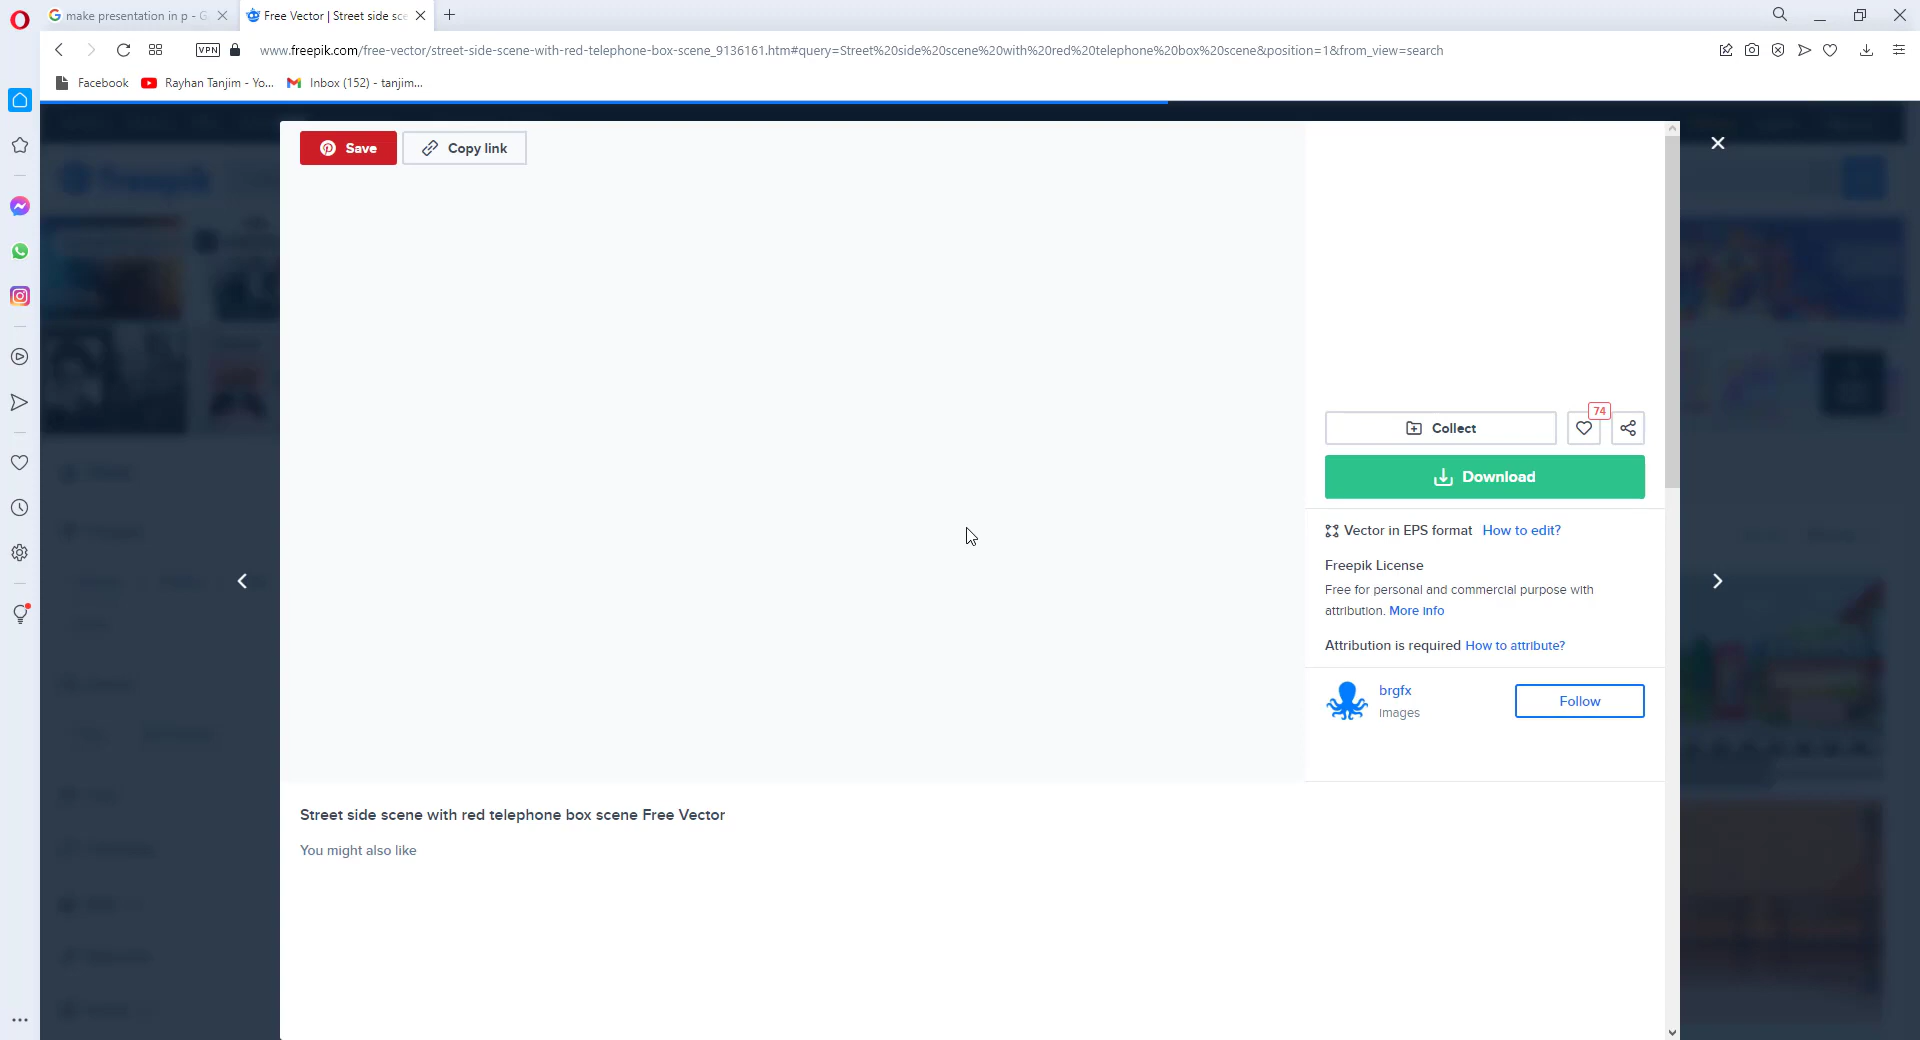 make presentation in p - G
Free Vector | Street side sce
VPN
www.freepik.com/free-vector/street-side-scene-with-red-telephone-box-scene_9136161.htm#query=Street%20side%20scene%20with%20red%20telephone%20box%20scene&position=1&from_view=search
Facebook
Rayhan Tanjim - Yo...
Inbox (152) - tanjim...
freepik
Save
Copy link
74
Collect
Download
Vector in EPS format How to edit?
Freepik License
Free for personal and commercial purpose with
attribution. More info
Attribution is required How to attribute?
brgfx
Images
Follow
Street side scene with red telephone box scene Free Vector
You might also like